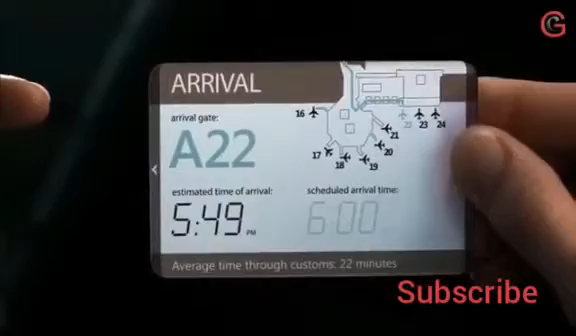 G
ARRIVAL
arrival gate:
A22
16
17
18
19
20
21
22
23
24
estimated time of arrival:
5:49 PM
scheduled arrival time:
6:00
Average time through customs: 22 minutes
Subscribe